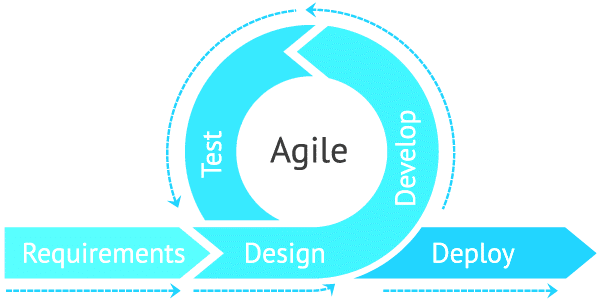 Agile
Test
Develop
Requirements
Design
Deploy